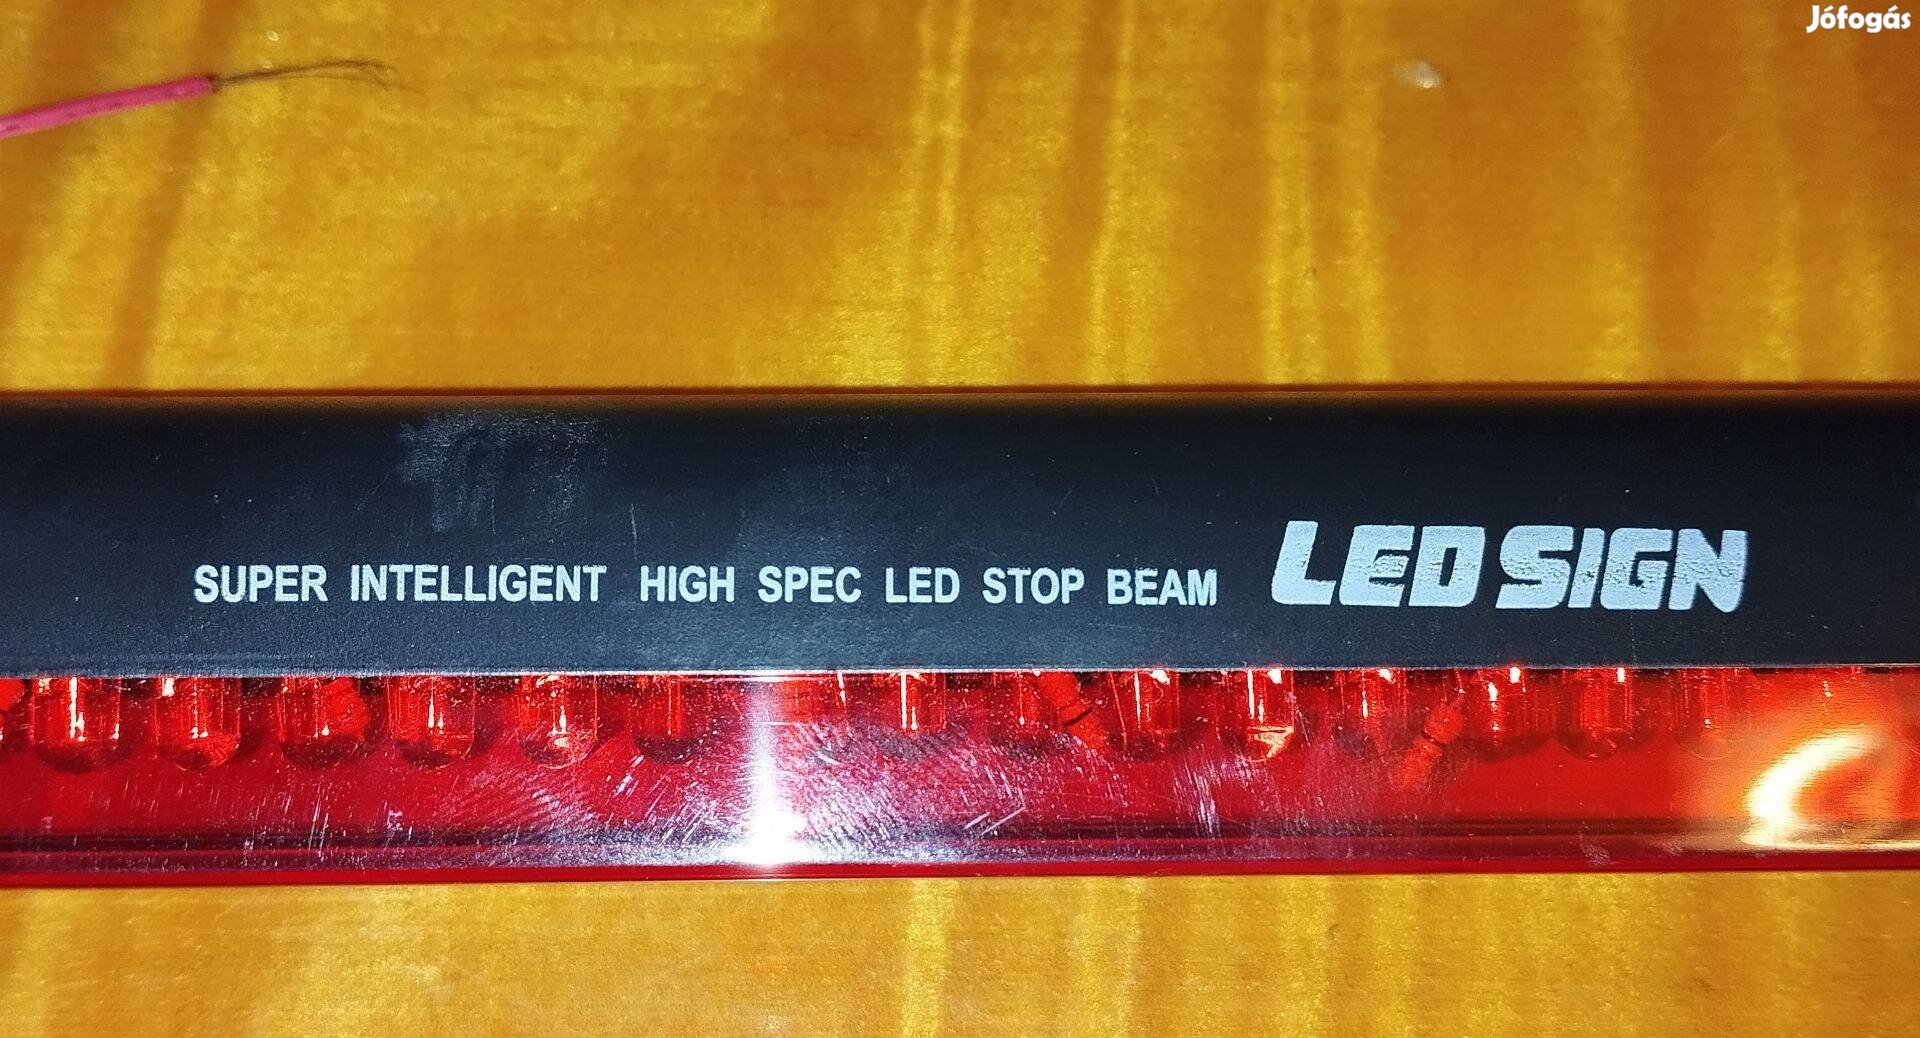 Jófogás
SUPER INTELLIGENT HIGH SPEC LED STOP BEAM LED SIGN